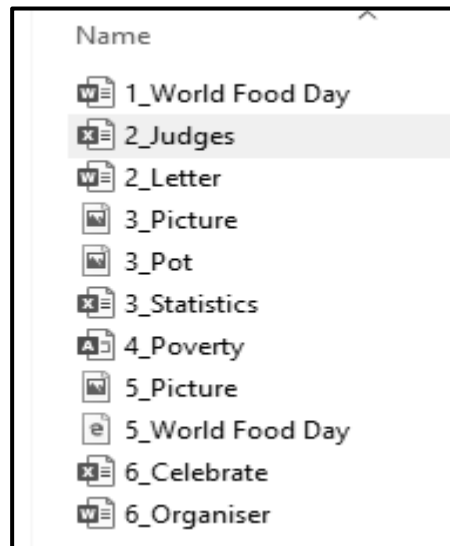 Name
1_World Food Day
2_Judges
2_Letter
3_Picture
3_Pot
3_Statistics
4_Poverty
5_Picture
5_World Food Day
6_Celebrate
6_Organiser